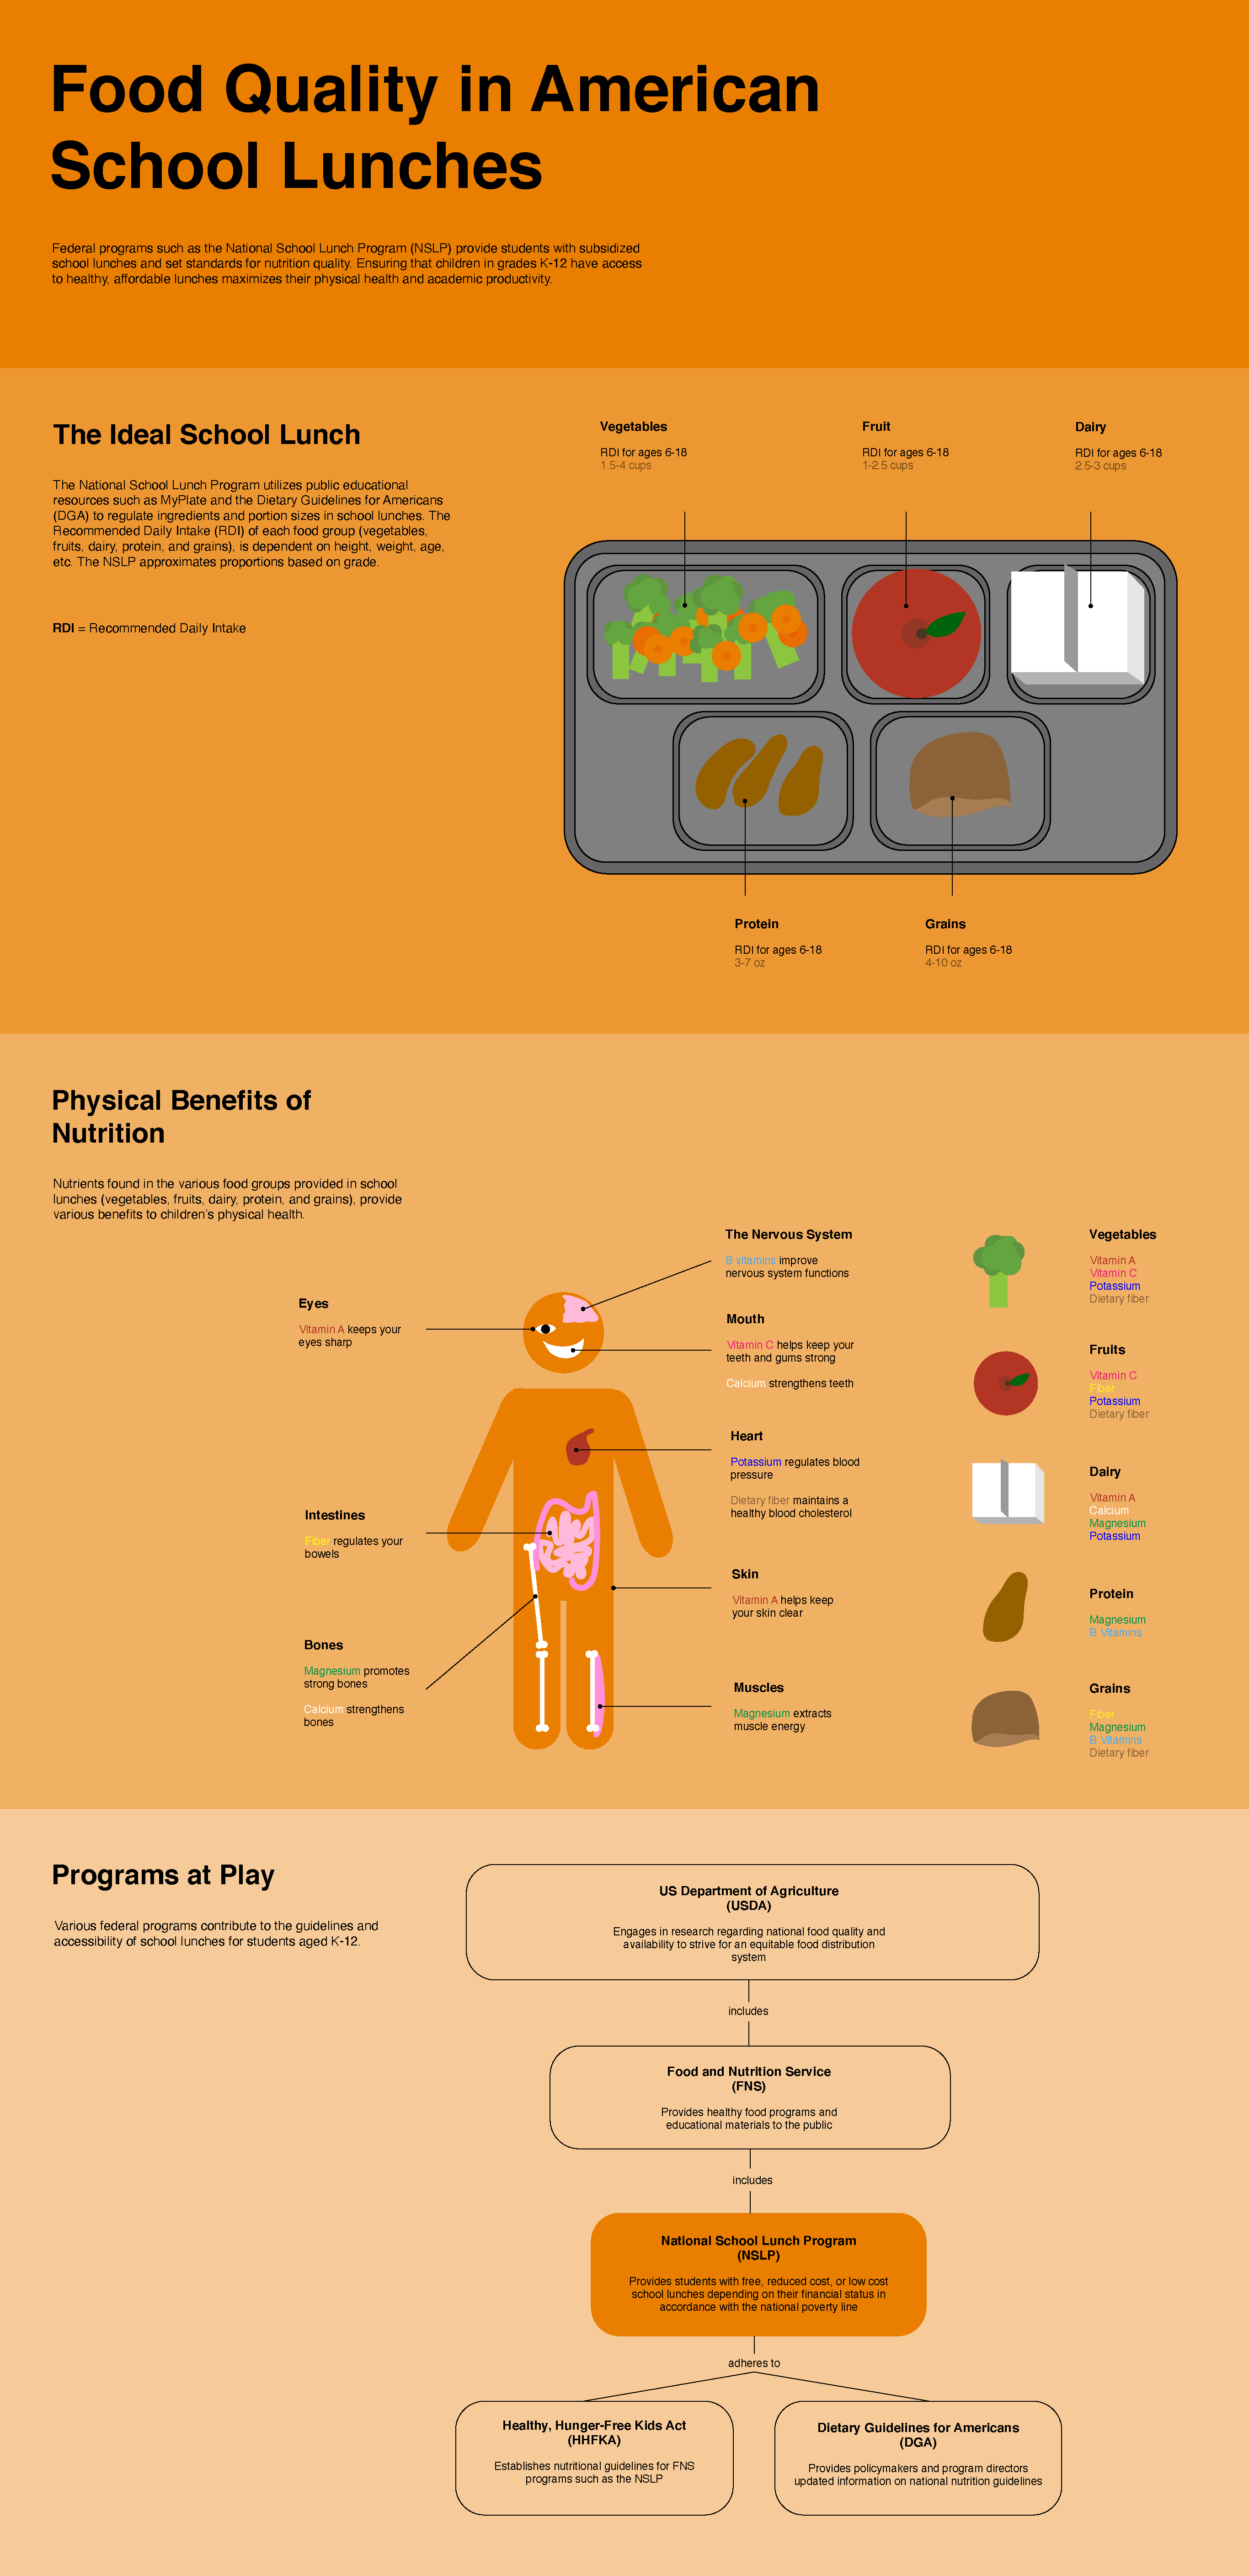 Food Quality in American
School Lunches
Federal programs such as the National School Lunch Program (NSLP) provide students with subsidized
school lunches and set standards for nutrition quality. Ensuring that children in grades K-12 have access
to healthy, affordable lunches maximizes their physical health and academic productivity.
The Ideal School Lunch
The National School Lunch Program utilizes public educational
resources such as MyPlate and the Dietary Guidelines for Americans
(DGA) to regulate ingredients and portion sizes in school lunches. The
Recommended Daily Intake (RDI) of each food group (vegetables,
fruits, dairy, protein, and grains), is dependent on height, weight, age,
etc. The NSLP approximates proportions based on grade.
RDI = Recommended Daily Intake
Vegetables
RDI for ages 6-18
1.5-4 cups
Fruit
RDI for ages 6-18
1-2.5 cups
Dairy
RDI for ages 6-18
2.5-3 cups
Protein
RDI for ages 6-18
3-7 oz
Grains
RDI for ages 6-18
4-10 oz
Physical Benefits of
Nutrition
Nutrients found in the various food groups provided in school
lunches (vegetables, fruits, dairy, protein, and grains), provide
various benefits to children's physical health.
Eyes
Vitamin A keeps your
eyes sharp
Intestines
Fiber regulates your
bowels
Bones
Magnesium promotes
strong bones
Calcium strengthens
bones
The Nervous System
B vitamins improve
nervous system functions
Mouth
Vitamin C helps keep your
teeth and gums strong
Calcium strengthens teeth
Heart
Potassium regulates blood
pressure
Dietary fiber maintains a
healthy blood cholesterol
Skin
Vitamin A helps keep
your skin clear
Muscles
Magnesium extracts
muscle energy
Vegetables
Vitamin A
Vitamin C
Potassium
Dietary fiber
Fruits
Vitamin C
Fiber
Potassium
Dietary fiber
Dairy
Vitamin A
Calcium
Magnesium
Potassium
Protein
Magnesium
B Vitamins
Grains
Fiber
Magnesium
B Vitamins
Dietary fiber
Programs at Play
Various federal programs contribute to the guidelines and
accessibility of school lunches for students aged K-12.
US Department of Agriculture
(USDA)
Engages in research regarding national food quality and
availability to strive for an equitable food distribution
system
includes
Food and Nutrition Service
(FNS)
Provides healthy food programs and
educational materials to the public
includes
National School Lunch Program
(NSLP)
Provides students with free, reduced cost, or low cost
school lunches depending on their financial status in
accordance with the national poverty line
adheres to
Healthy, Hunger-Free Kids Act
(HHFKA)
Establishes nutritional guidelines for FNS
programs such as the NSLP
Dietary Guidelines for Americans
(DGA)
Provides policymakers and program directors
updated information on national nutrition guidelines